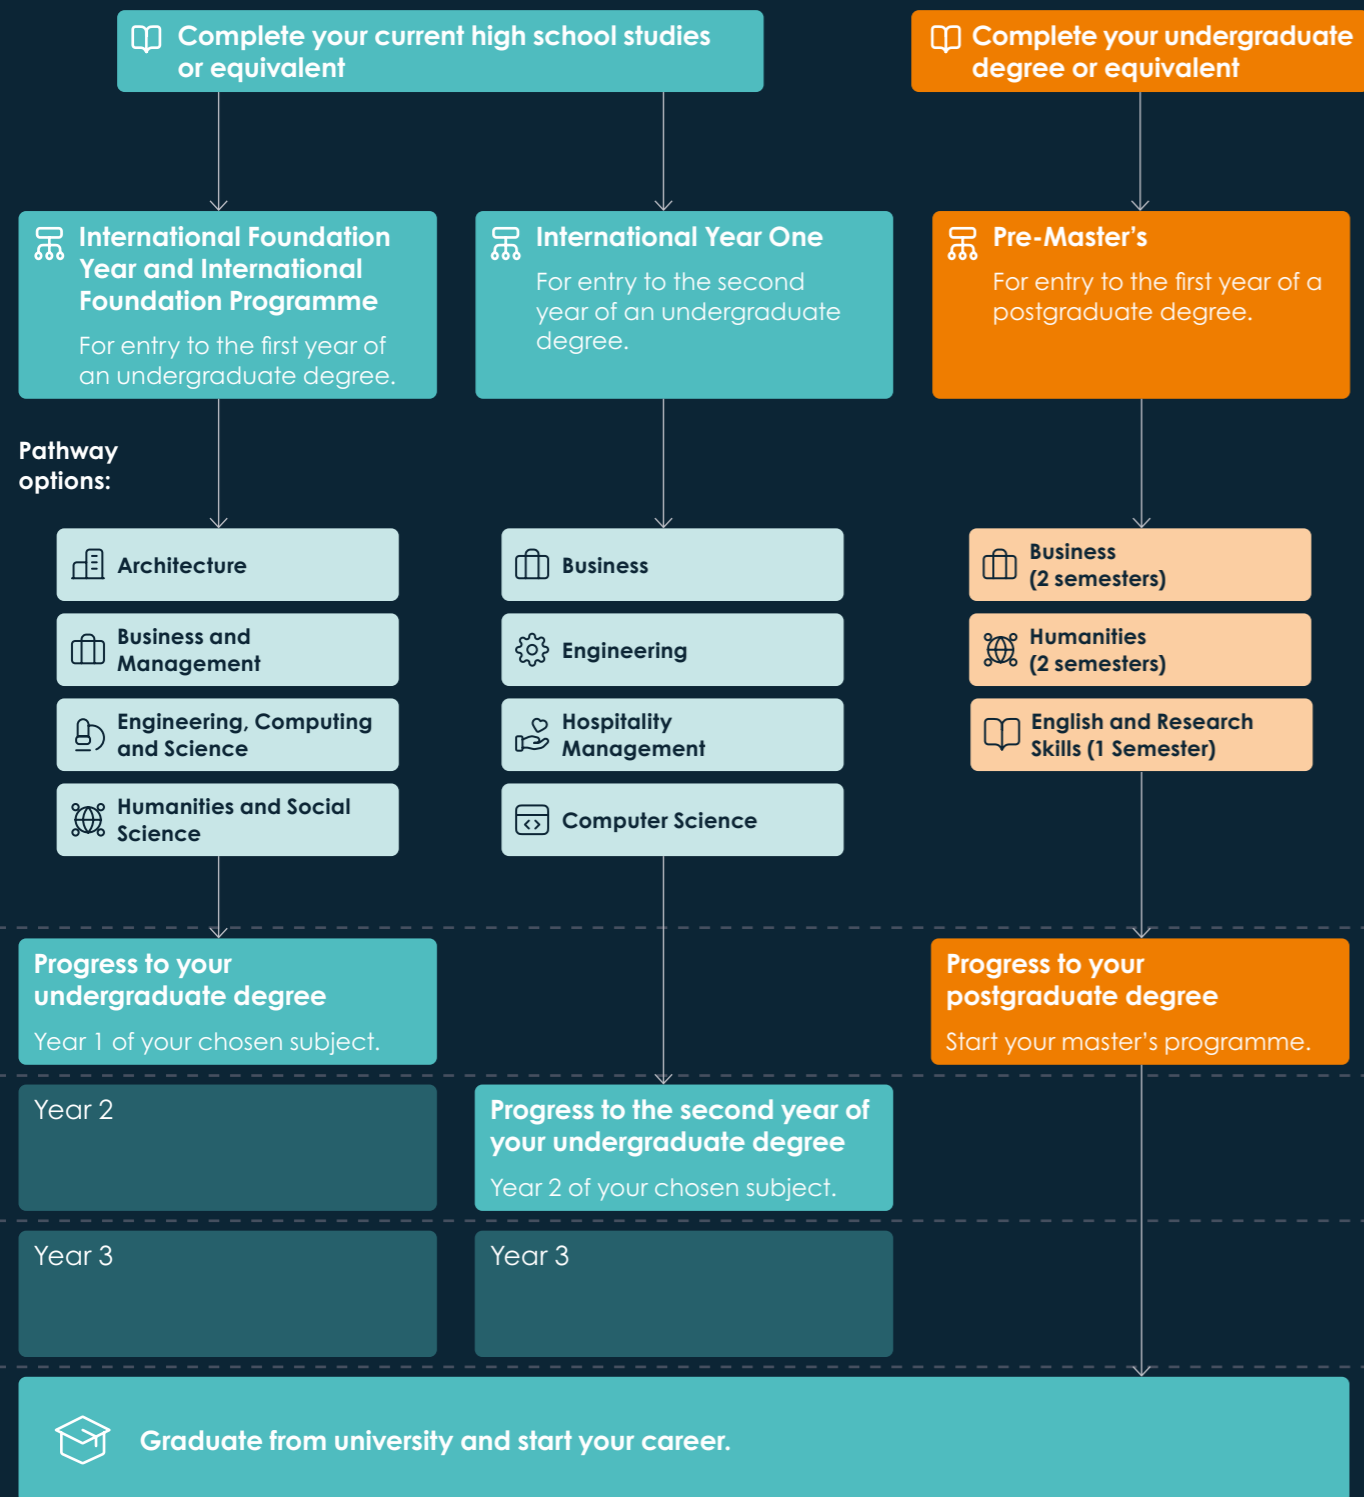 Complete your current high school studies
or equivalent
Complete your undergraduate
degree or equivalent
International Foundation
Year and International
Foundation Programme
For entry to the first year of
an undergraduate degree.
International Year One
For entry to the second
year of an undergraduate
degree.
Pre-Master’s
For entry to the first year of a
postgraduate degree.
Pathway
options:
Architecture
Business and
Management
Engineering, Computing
and Science
Humanities and Social
Science
Business
Engineering
Hospitality
Management
Computer Science
Business
(2 semesters)
Humanities
(2 semesters)
English and Research
Skills (1 Semester)
Progress to your
undergraduate degree
Year 1 of your chosen subject.
Progress to your
postgraduate degree
Start your master’s programme.
Year 2
Progress to the second year of
your undergraduate degree
Year 2 of your chosen subject.
Year 3
Year 3
Graduate from university and start your career.